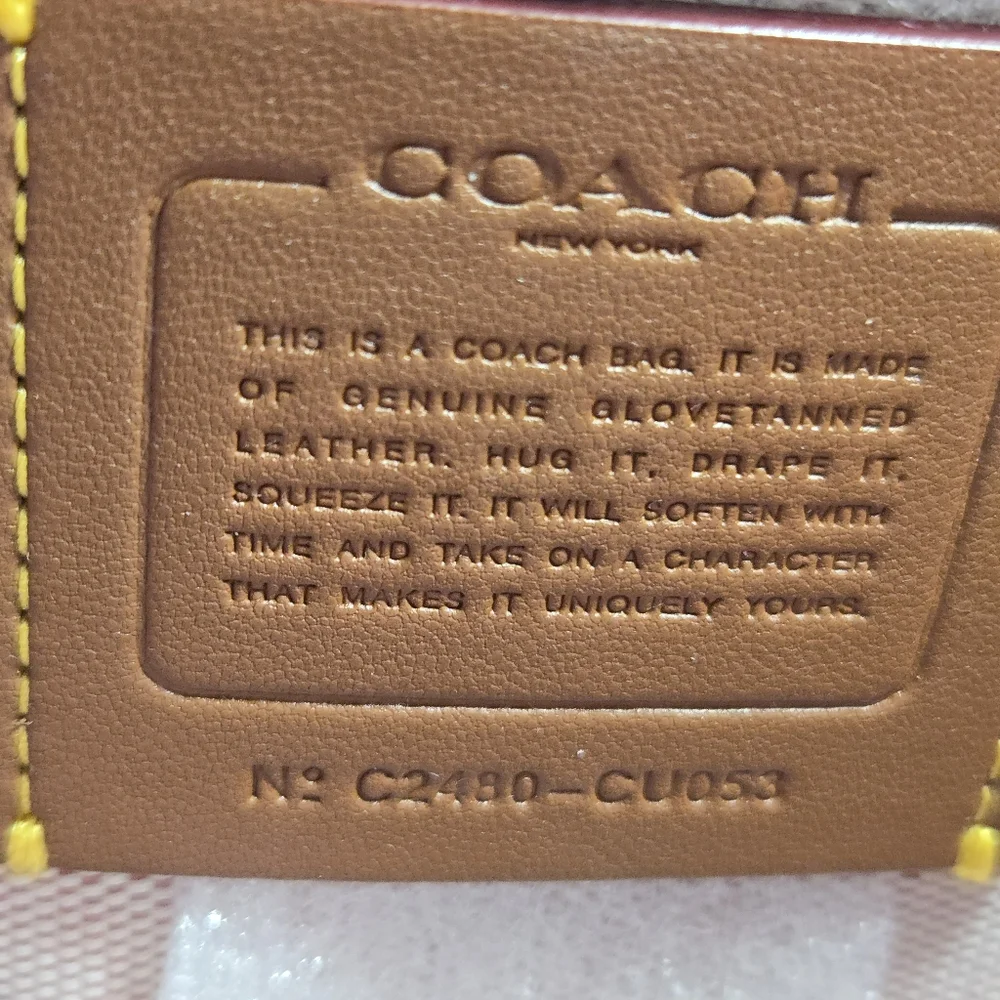 COACH
NEW YORK
THIS IS A COACH BAG. IT IS MADE
OF GENUINE GLOVETANNED
LEATHER. HUG IT, DRAPE IT,
SQUEEZE IT. IT WILL SOFTEN WITH
TIME AND TAKE ON A CHARACTER
THAT MAKES IT UNIQUELY YOURS.
Nº C2480-CU053